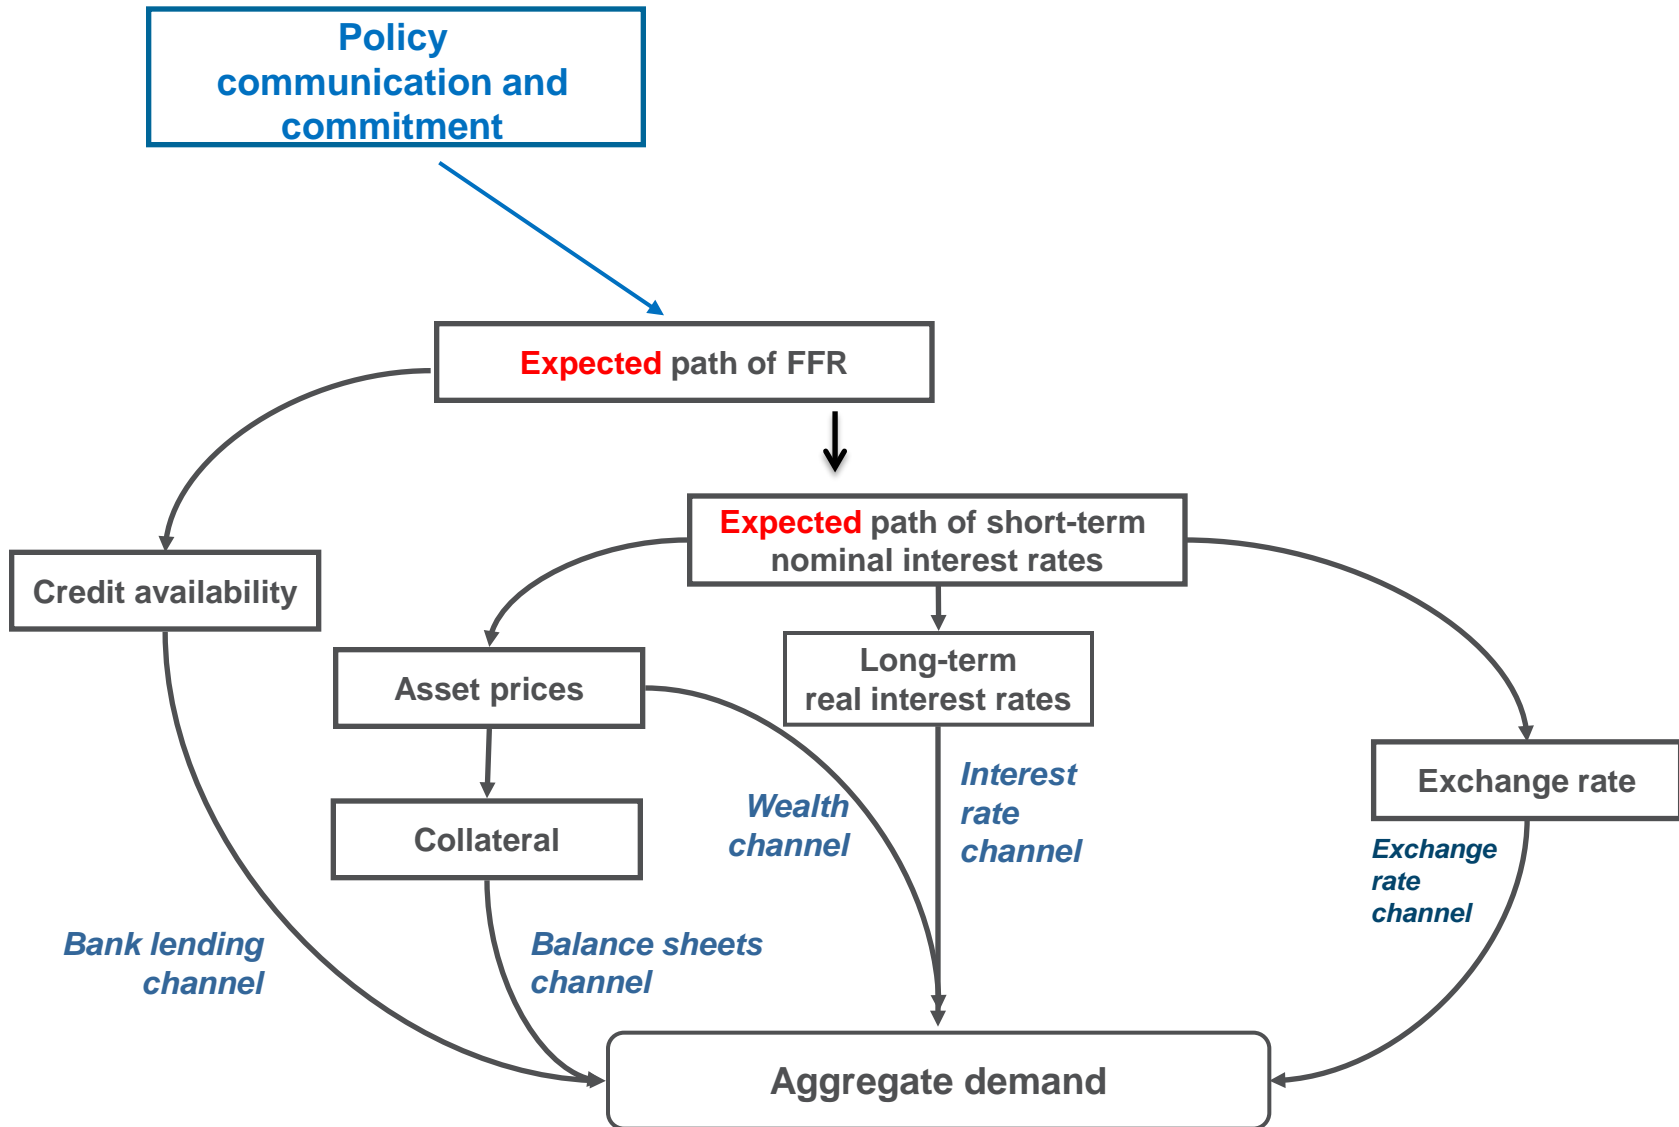 Policy
communication and
commitment
Expected path of FFR
Expected path of short-term
nominal interest rates
Credit availability
Asset prices
Long-term
real interest rates
Exchange rate
Collateral
Wealth
channel
Interest
rate
channel
Exchange
rate
channel
Bank lending
channel
Balance sheets
channel
Aggregate demand